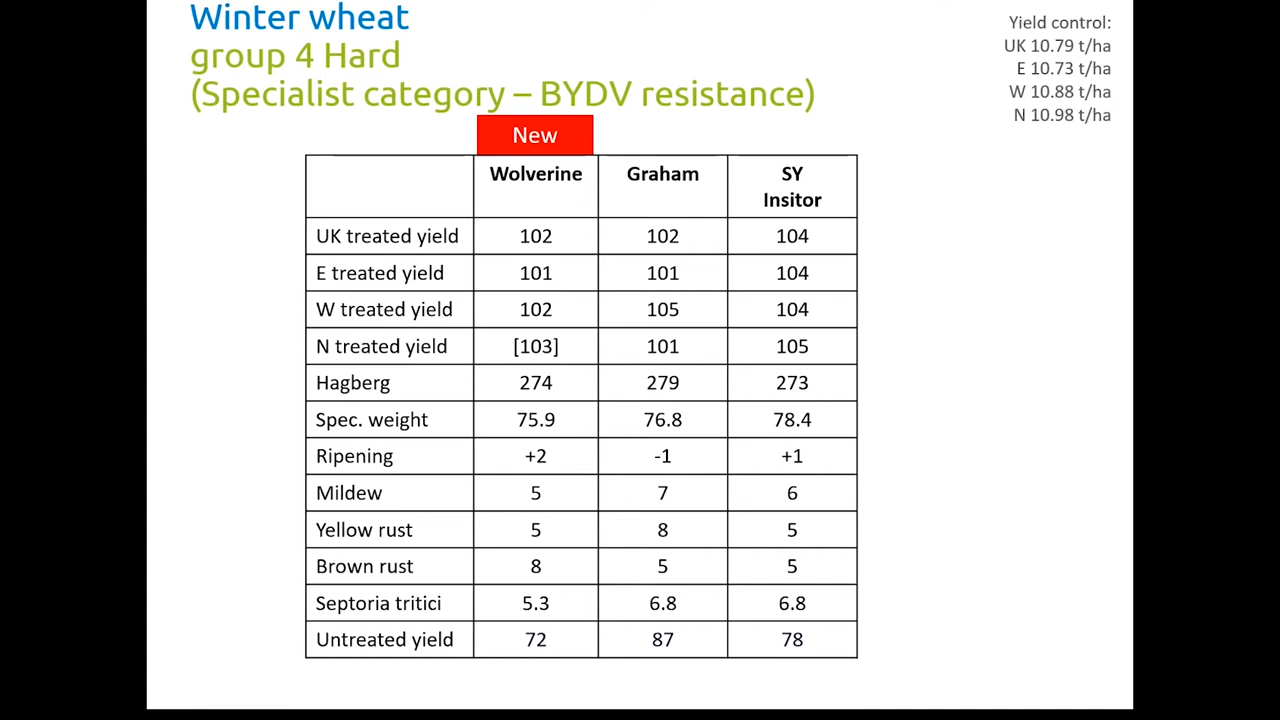 Winter wheat
group 4 Hard
(Specialist category – BYDV resistance)
Yield control:
UK 10.79 t/ha
E 10.73 t/ha
W 10.88 t/ha
N 10.98 t/ha
New
Wolverine Graham SY Insitor
UK treated yield 102 102 104
E treated yield 101 101 104
W treated yield 102 105 104
N treated yield [103] 101 105
Hagberg 274 279 273
Spec. weight 75.9 76.8 78.4
Ripening +2 -1 +1
Mildew 5 7 6
Yellow rust 5 8 5
Brown rust 8 5 5
Septoria tritici 5.3 6.8 6.8
Untreated yield 72 87 78